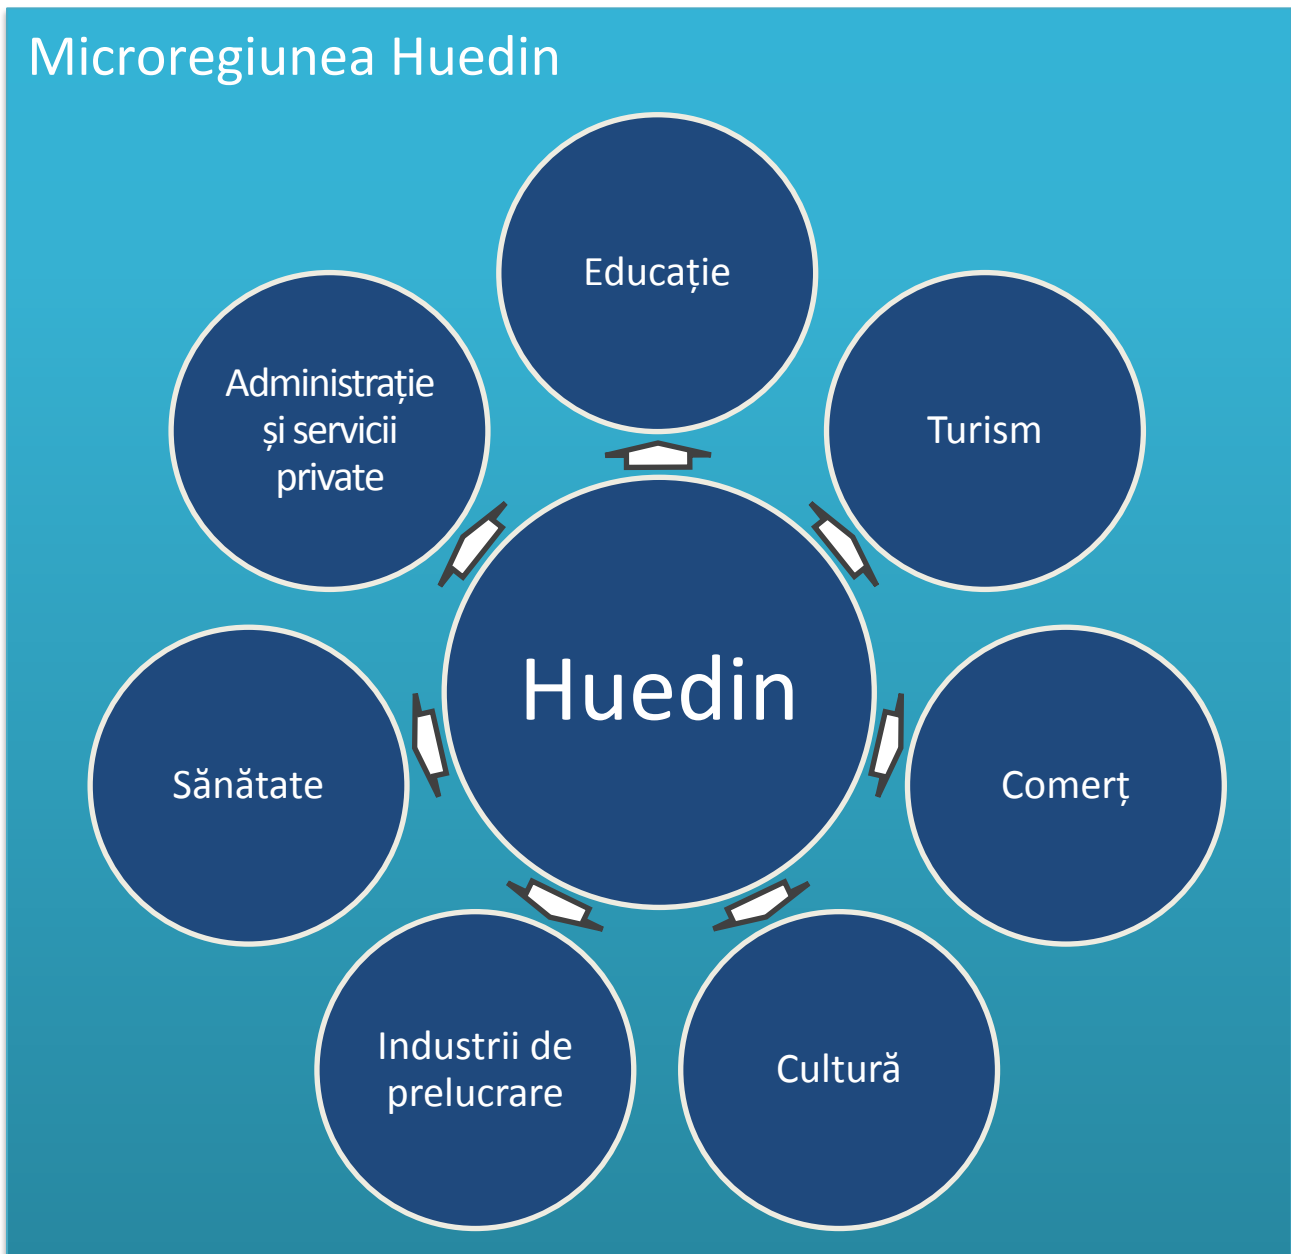 Microregiunea Huedin
Educație
Turism
Comerț
Cultură
Industrii de
prelucrare
Sănătate
Administrație
și servicii
private
Huedin